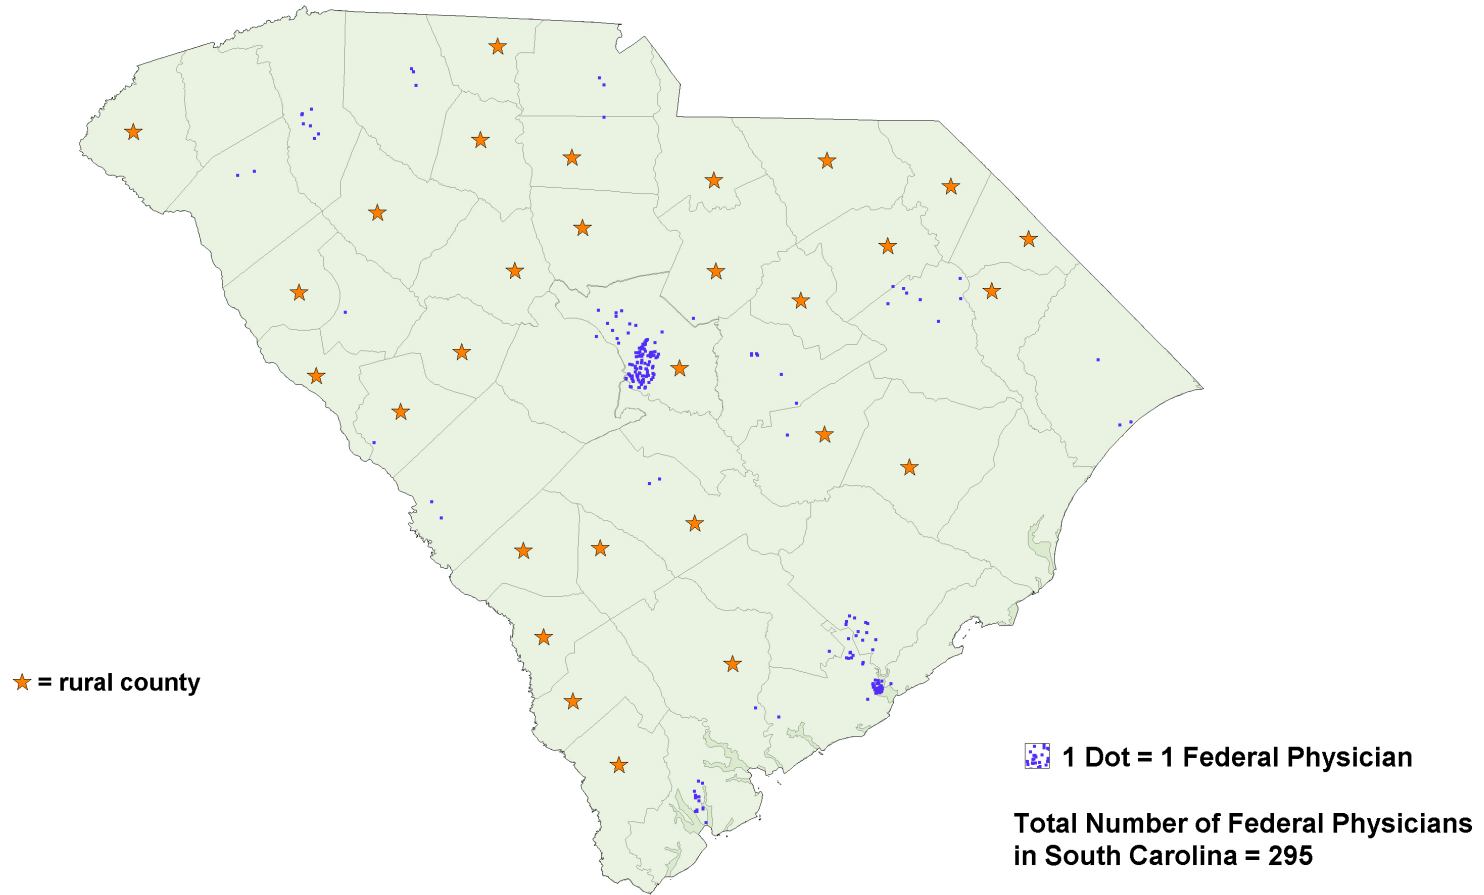 = rural county
1 Dot = 1 Federal Physician
Total Number of Federal Physicians
in South Carolina = 295